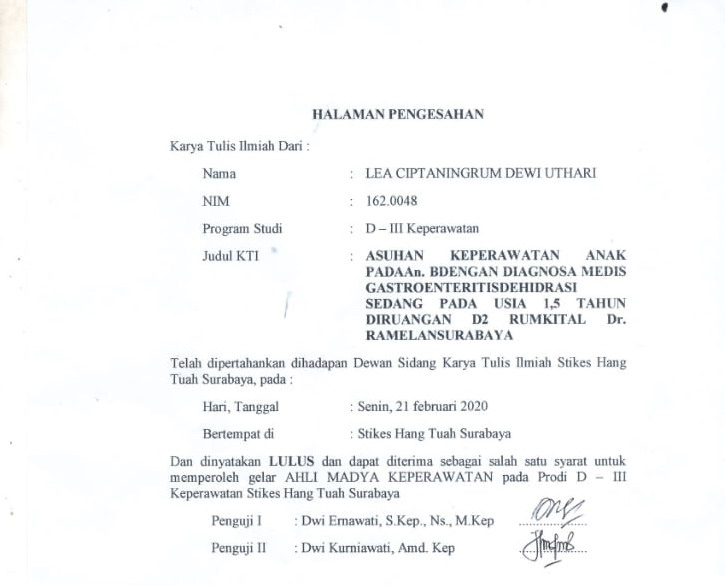 HALAMAN PENGESAHAN
Karya Tulis Ilmiah Dari :
Nama : LEA CIPTANINGRUM DEWI UTHARI
NIM : 162.0048
Program Studi : D – III Keperawatan
Judul KTI : ASUHAN KEPERAWATAN ANAK
PADAAn. BDENGAN DIAGNOSA MEDIS
GASTROENTERITISDEHIDRASI
SEDANG PADA USIA 1,5 TAHUN
DIRUANGAN D2 RUMKITAL Dr.
RAMELANSURABAYA
Telah dipertahankan dihadapan Dewan Sidang Karya Tulis Ilmiah Stikes Hang
Tuah Surabaya, pada :
Hari, Tanggal : Senin, 21 februari 2020
Bertempat di : Stikes Hang Tuah Surabaya
Dan dinyatakan LULUS dan dapat diterima sebagai salah satu syarat untuk
memperoleh gelar AHLI MADYA KEPERAWATAN pada Prodi D – III
Keperawatan Stikes Hang Tuah Surabaya
Penguji I : Dwi Ernawati, S.Kep., Ns., M.Kep ................
Penguji II : Dwi Kurniawati, Amd. Kep ................